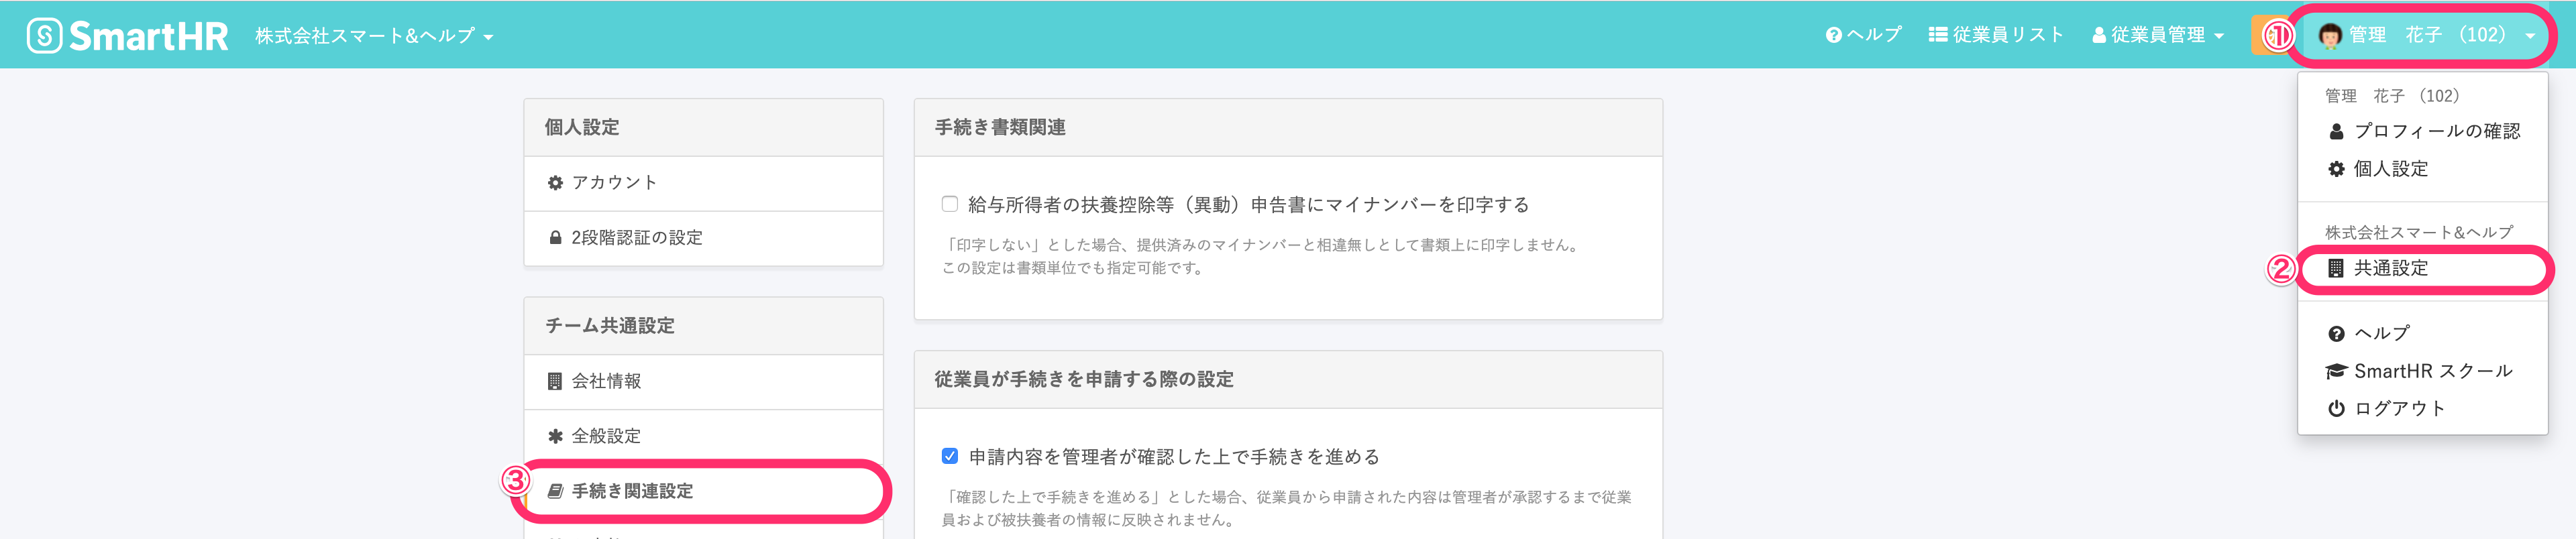 SmartHR 株式会社スマート&ヘルプ ヘルプ 従業員リスト 従業員管理 ① 管理　花子 （102）
管理　花子 （102）
プロフィールの確認
個人設定
株式会社スマート&ヘルプ
② 共通設定
ヘルプ
SmartHR スクール
ログアウト
個人設定
アカウント
2段階認証の設定
チーム共通設定
会社情報
全般設定
③ 手続き関連設定
手続き書類関連
給与所得者の扶養控除等（異動）申告書にマイナンバーを印字する
「印字しない」とした場合、提供済みのマイナンバーと相違無しとして書類上に印字しません。
この設定は書類単位でも指定可能です。
従業員が手続きを申請する際の設定
申請内容を管理者が確認した上で手続きを進める
「確認した上で手続きを進める」とした場合、従業員から申請された内容は管理者が承認するまで従業
員および被扶養者の情報に反映されません。